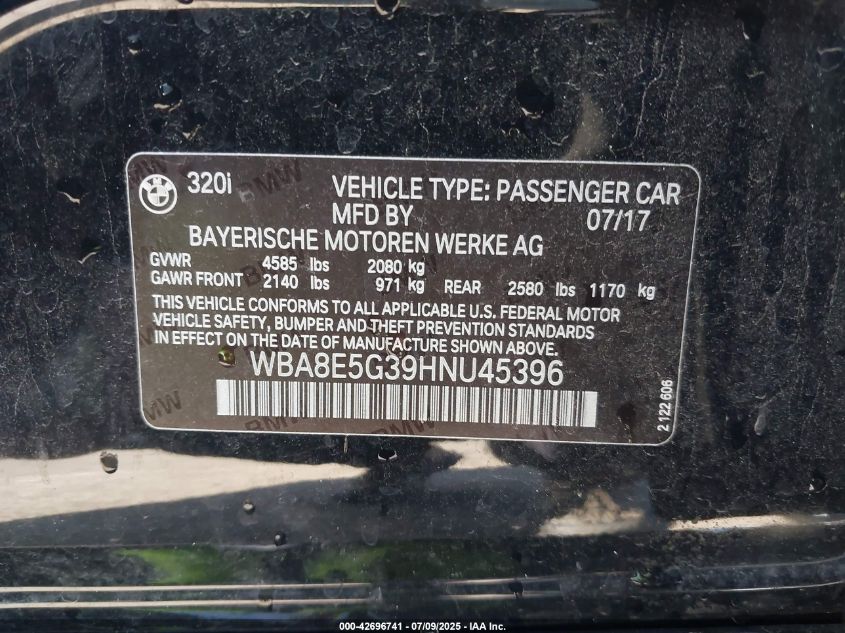 320i VEHICLE TYPE: PASSENGER CAR
MFD BY 07/17
BAYERISCHE MOTOREN WERKE AG
GVWR 4585 lbs 2080 kg
GAWR FRONT 2140 lbs 971 kg REAR 2580 lbs 1170 kg
THIS VEHICLE CONFORMS TO ALL APPLICABLE U.S. FEDERAL MOTOR
VEHICLE SAFETY, BUMPER AND THEFT PREVENTION STANDARDS
IN EFFECT ON THE DATE OF MANUFACTURE SHOWN ABOVE.
WBA8E5G39HNU45396
2 122 606
BMW
BMW
BMW
000-42696741 - 07/09/2025 - IAA Inc.